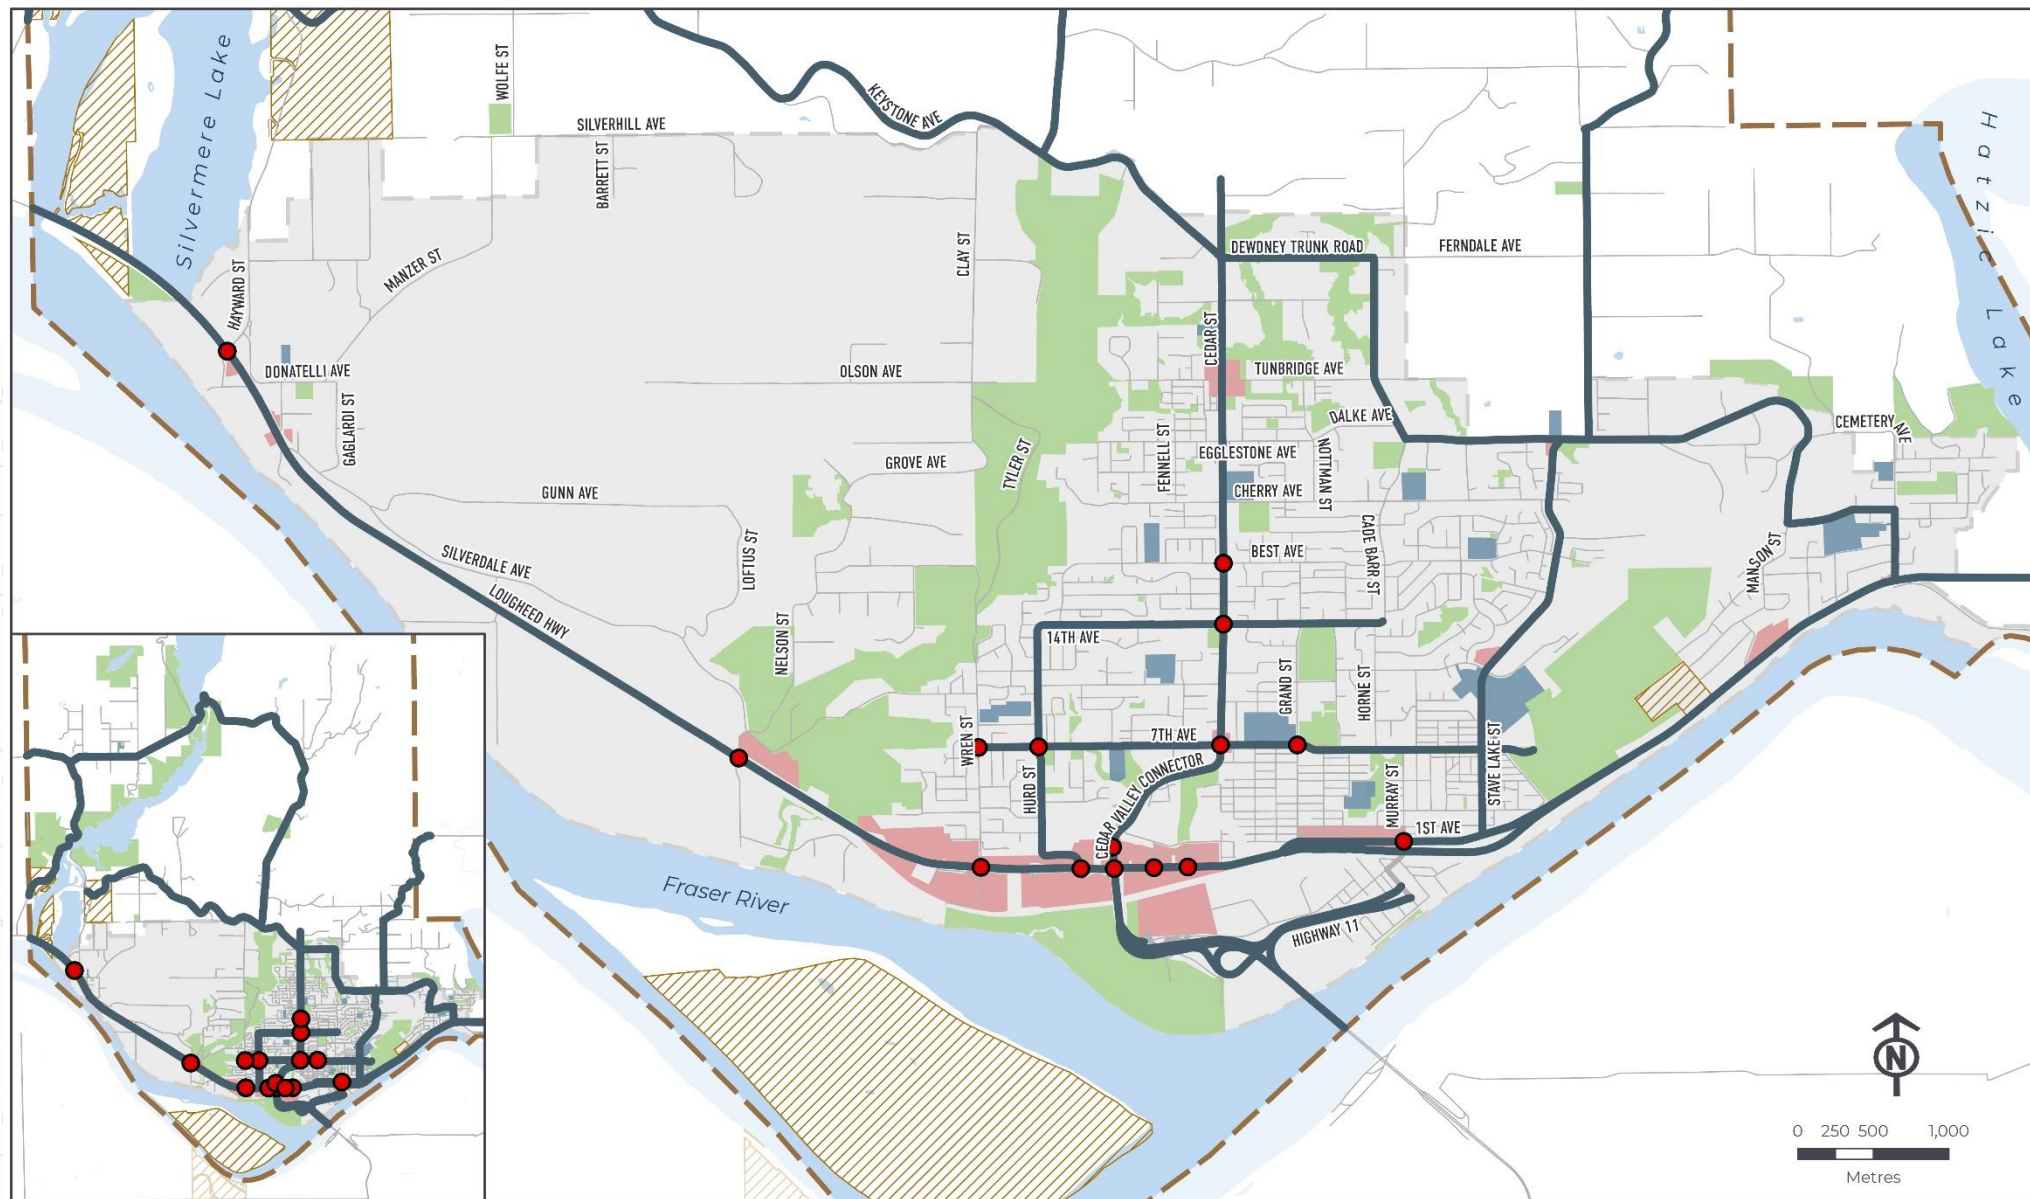 WOLFE ST
KEYSTONE AVE
SILVERHILL AVE
BARRETT ST
Silvermere Lake
Hatzic Lake
MANZER ST
HAYWARD ST
CLAY ST
DEWDNEY TRUNK ROAD
FERNDALE AVE
CEDAR ST
DONATELLI AVE
OLSON AVE
TUNBRIDGE AVE
GAGLARDI ST
DALKE AVE
CEMETERY AVE
FENNELL ST
TYLER ST
EGGLESTONE AVE
NOTTMAN ST
GROVE AVE
GUNN AVE
CHERRY AVE
CADE BARR ST
LOFTUS ST
BEST AVE
SILVERDALE AVE
MANSON ST
LOUGHEED HWY
NELSON ST
14TH AVE
GRAND ST
HORNE ST
WREN ST
7TH AVE
STAVE LAKE ST
HURD ST
CEDAR VALLEY CONNECTOR
MURRAY ST
1ST AVE
Fraser River
HIGHWAY 11
N
0 250 500 1,000
Metres